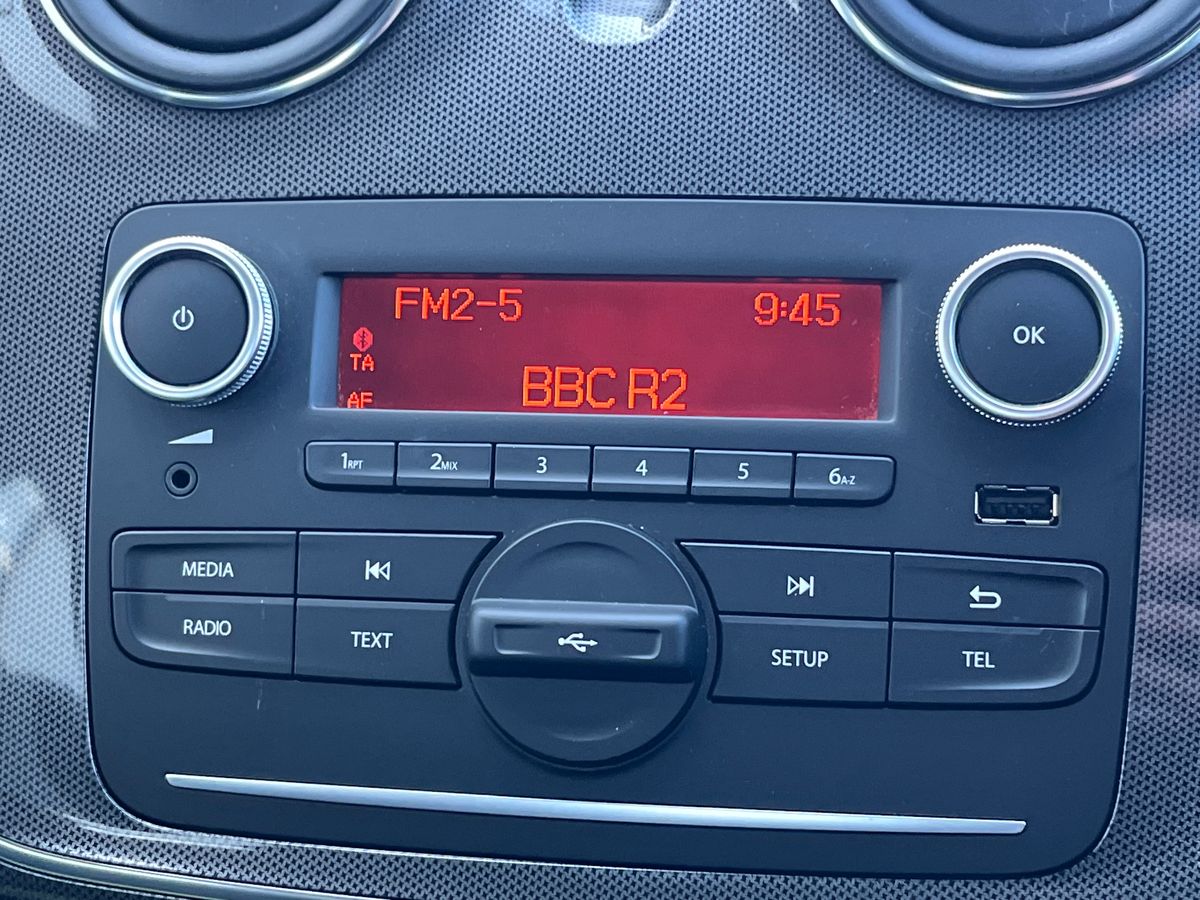 FM2-5 9:45
TA
AF
BBC R2
OK
1RPT 2MIX 3 4 5 6A-Z
MEDIA
RADIO TEXT
SETUP TEL